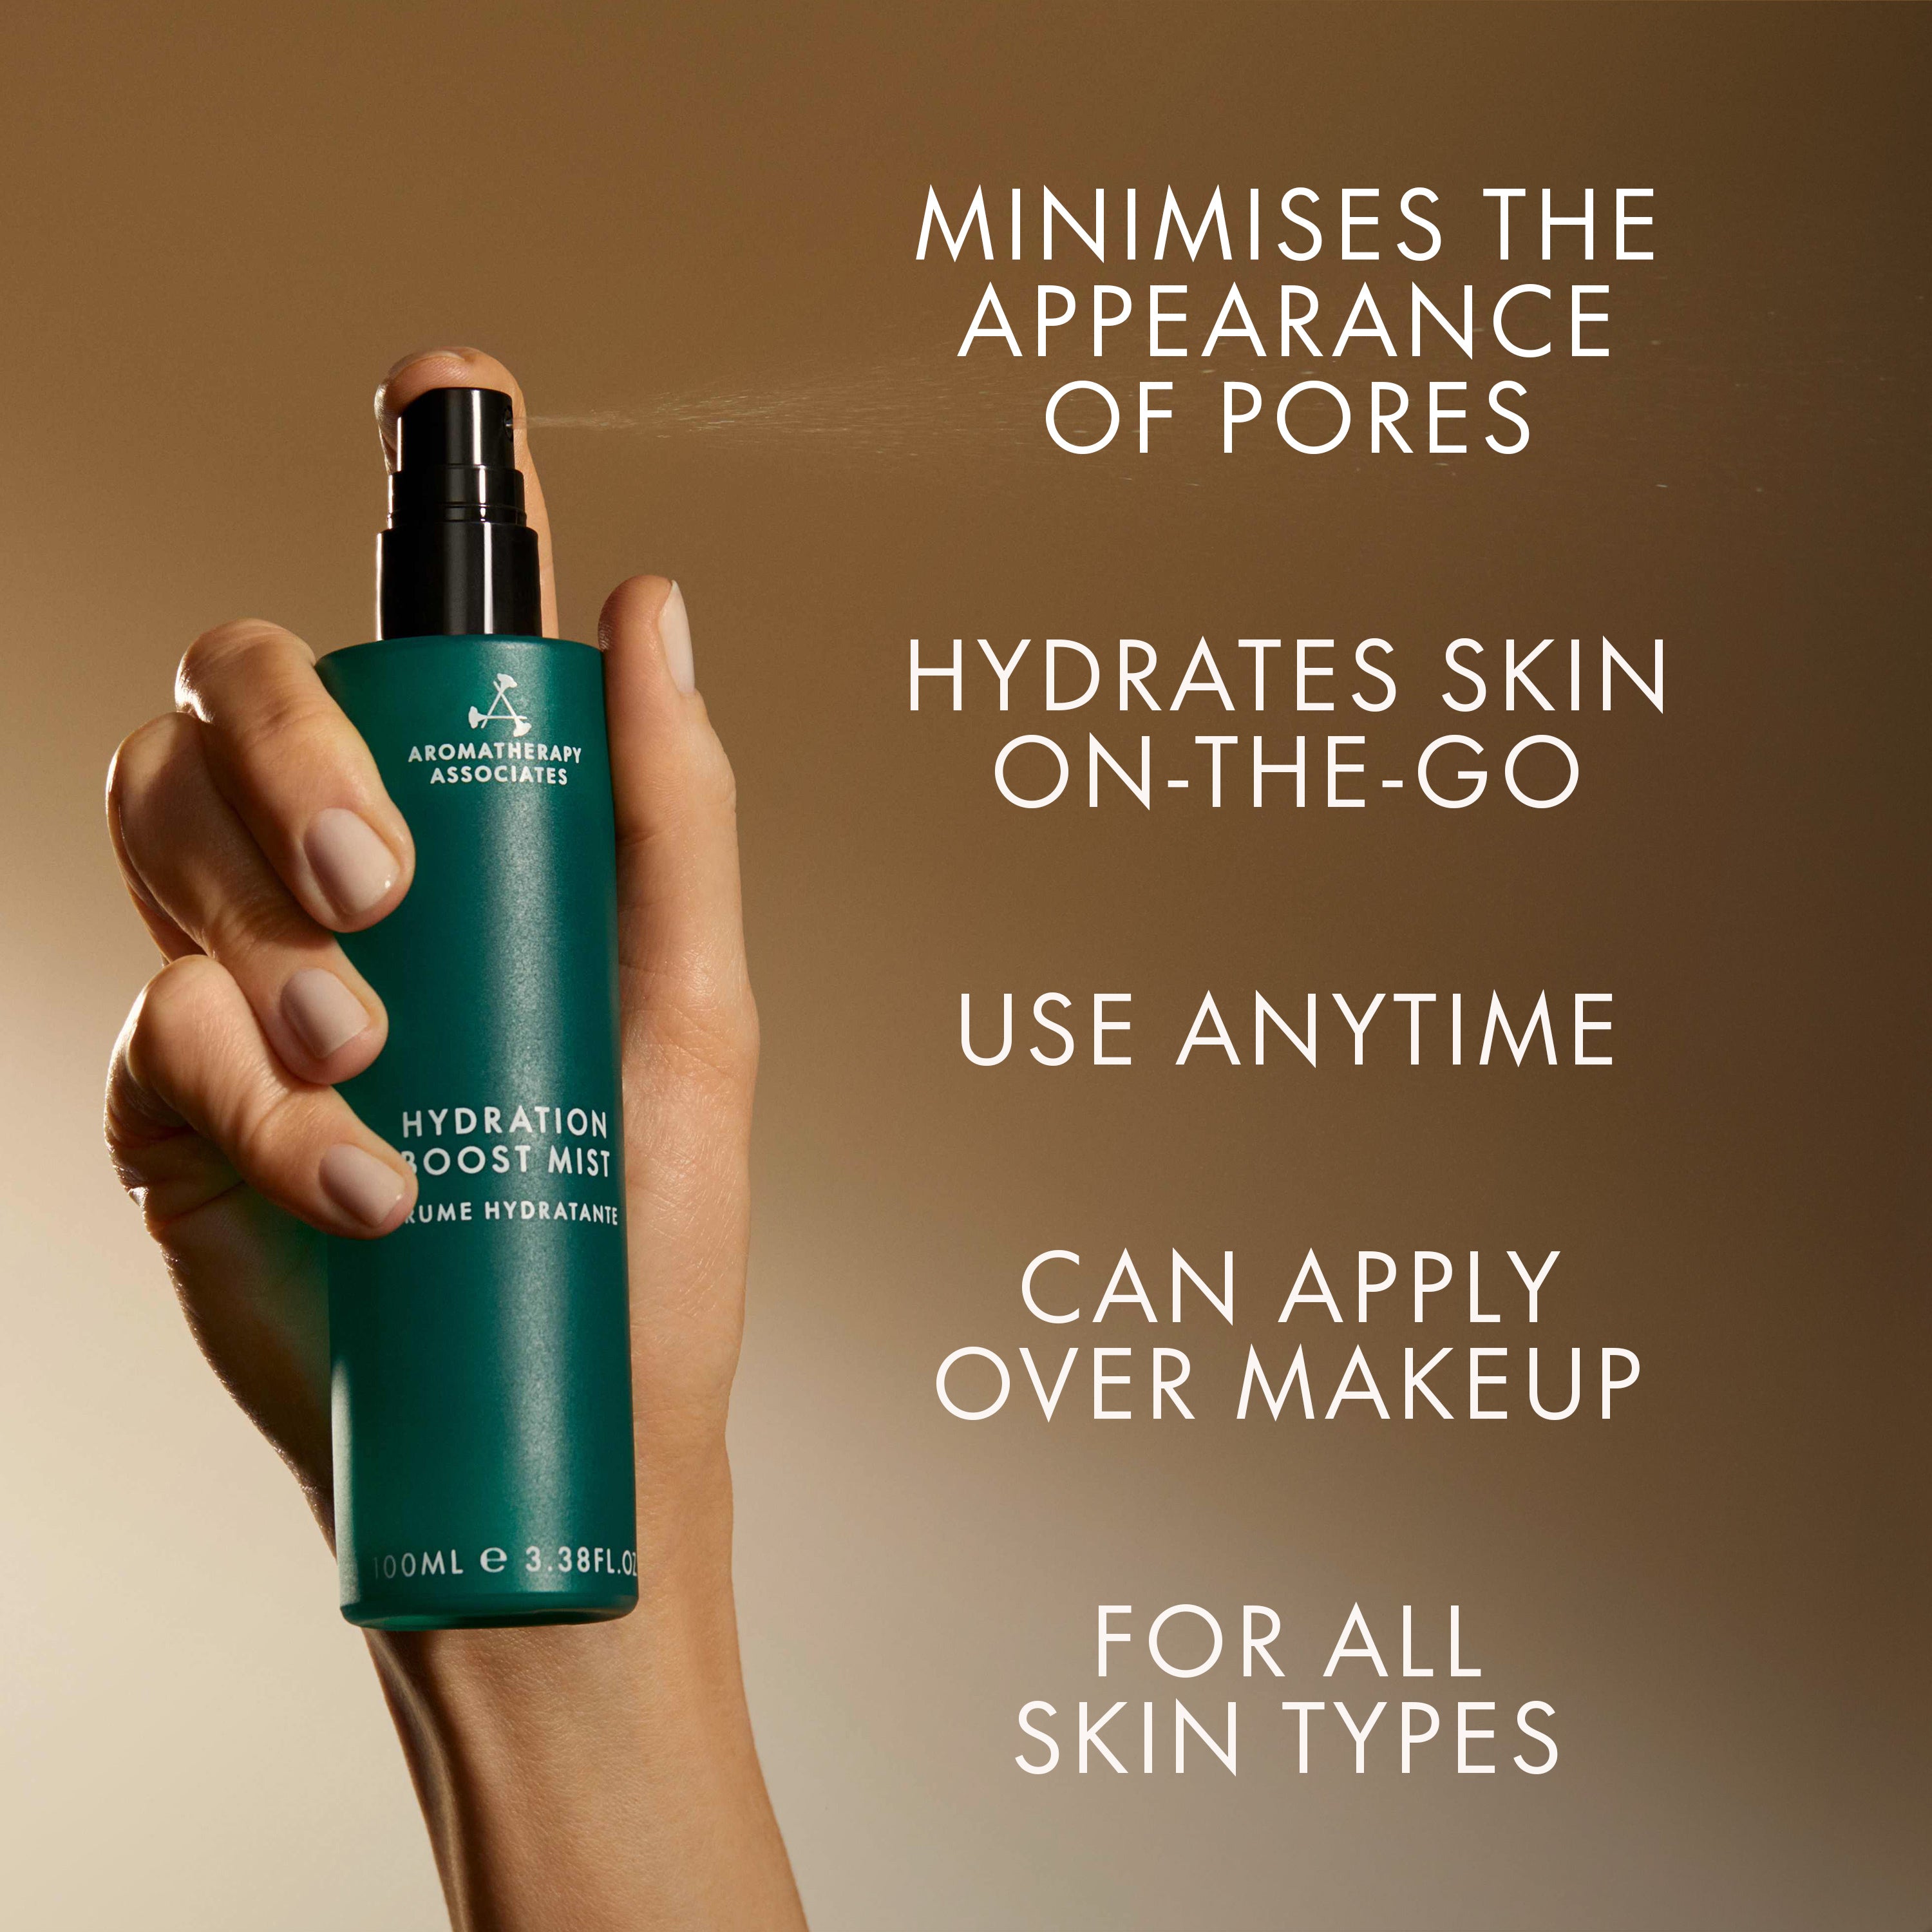 MINIMISES THE
APPEARANCE
OF PORES
HYDRATES SKIN
ON-THE-GO
USE ANYTIME
CAN APPLY
OVER MAKEUP
FOR ALL
SKIN TYPES
AROMATHERAPY
ASSOCIATES
HYDRATION
BOOST MIST
HYDRATANTE
100ML e 3.38FL.OZ